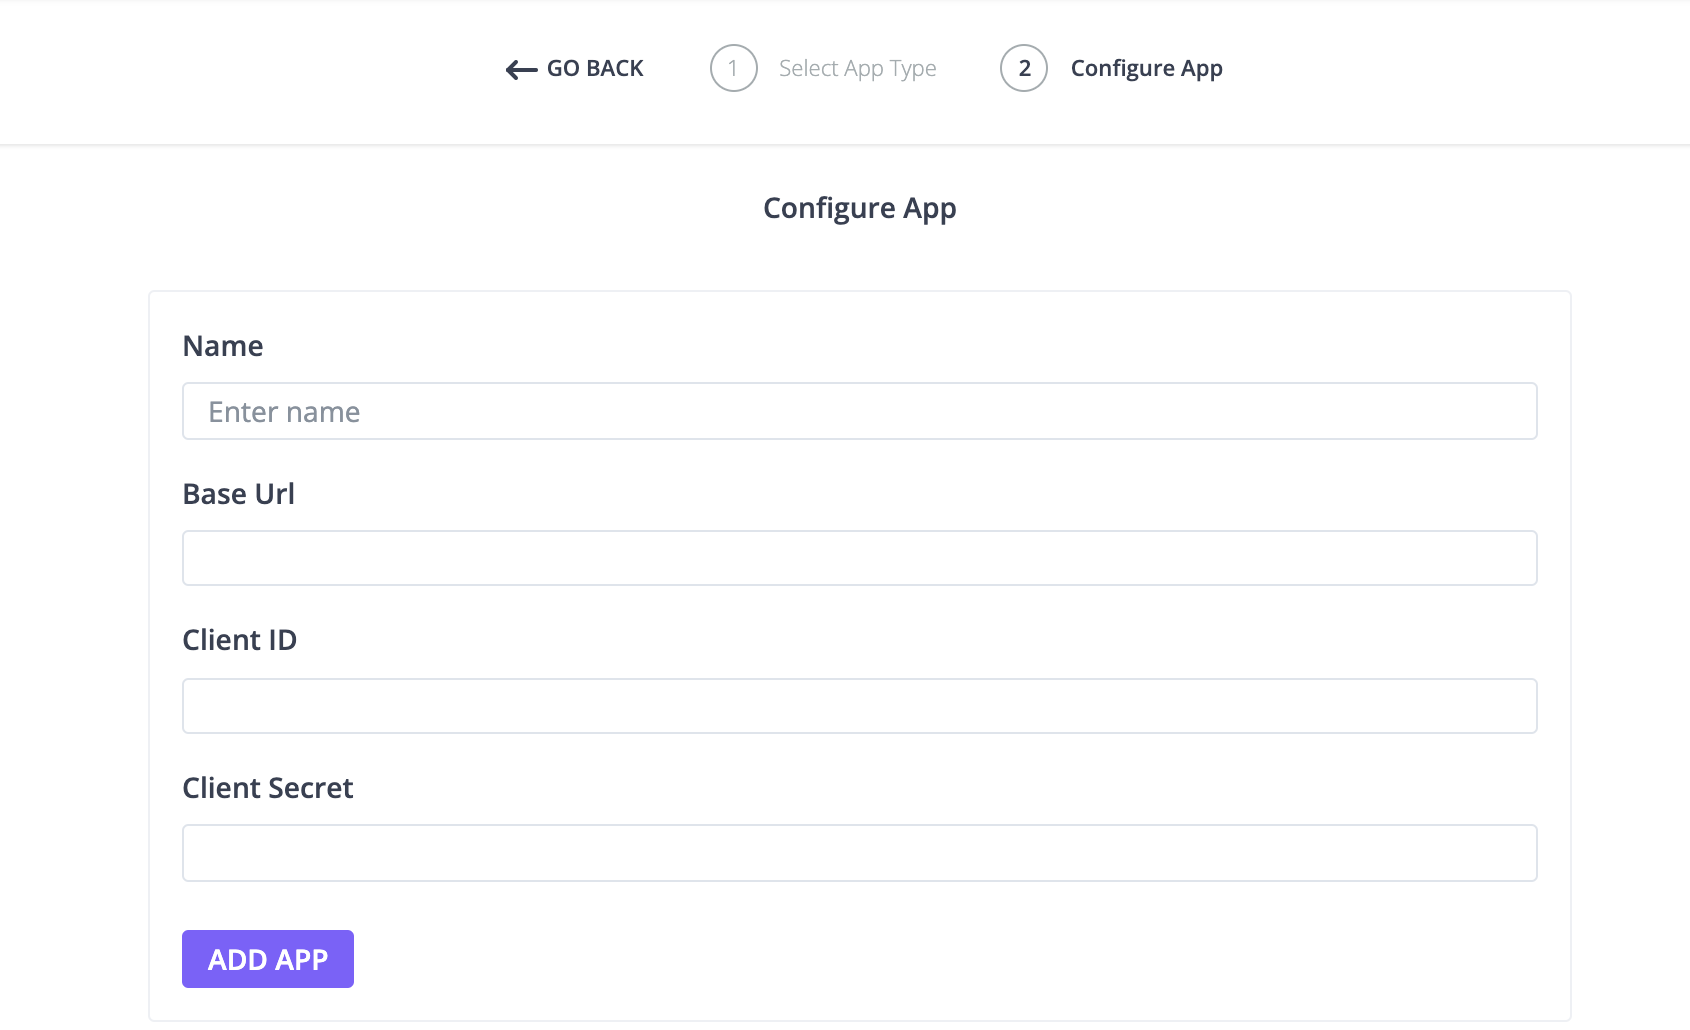 GO BACK 1 Select App Type 2 Configure App
Configure App
Name
Enter name
Base Url
Client ID
Client Secret
ADD APP